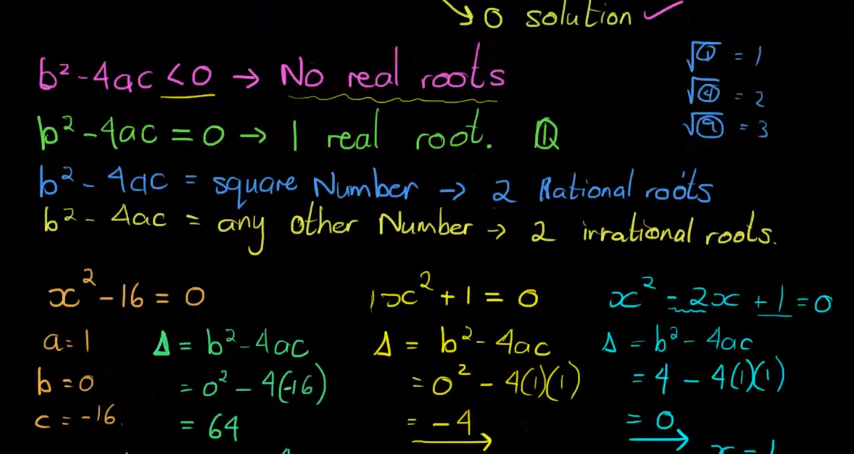 ↘ 0 solution ✓
b² - 4ac < 0 → No real roots
√1 = 1
√4 = 2
√9 = 3
b² - 4ac = 0 → 1 real root. Q
b² - 4ac = square Number → 2 Rational roots
b² - 4ac = any other Number → 2 irrational roots.
x² - 16 = 0
a = 1
b = 0
c = -16
Δ = b² - 4ac
= 0² - 4(-16)
= 64
1x² + 1 = 0
Δ = b² - 4ac
= 0² - 4(1)(1)
= -4
x² - 2x + 1 = 0
Δ = b² - 4ac
= 4 - 4(1)(1)
= 0
x = 1